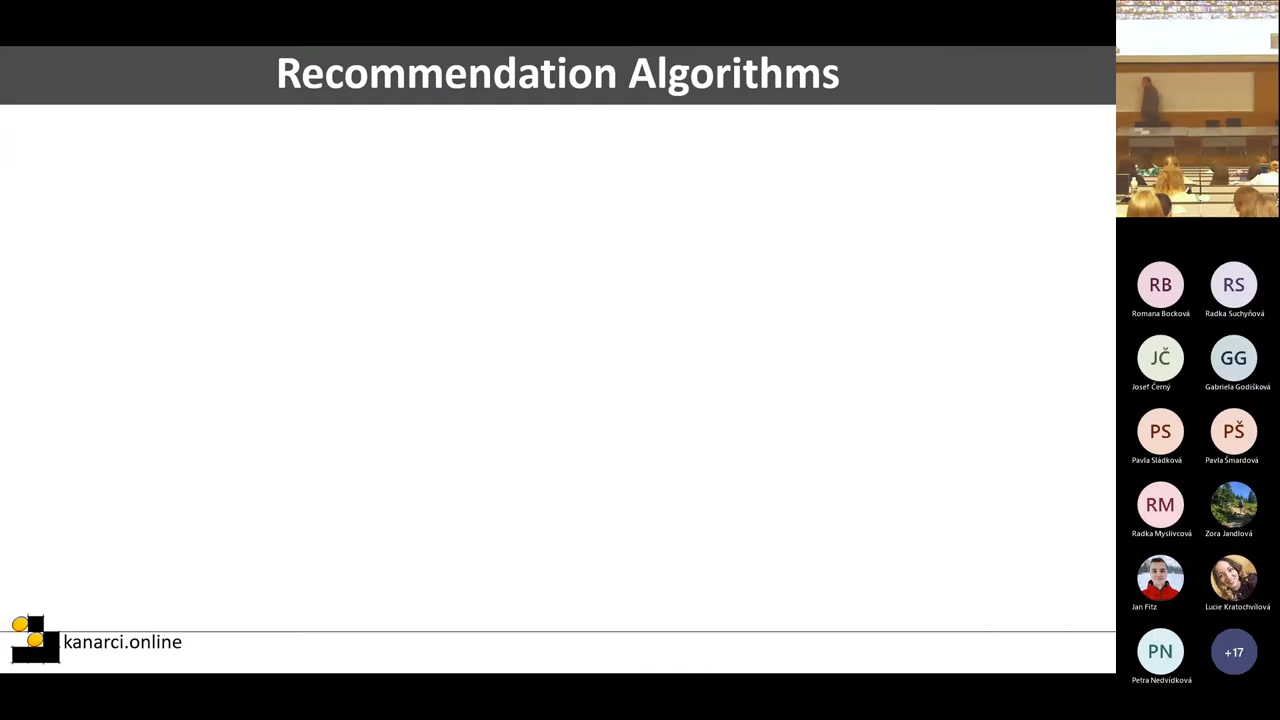 Recommendation Algorithms
RB RS
Romana Bocková Radka Suchyňová
JČ GG
Josef Černý Gabriela Godišková
PS PŠ
Pavla Sládková Pavla Šmardová
RM
Radka Myslivcová Zora Jandlová
Jan Fitz Lucie Kratochvílová
PN +17
Petra Nedvídková
kanarci.online